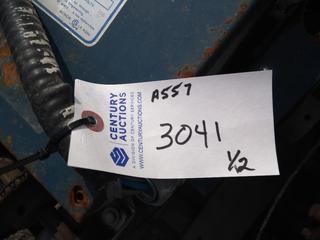 A557
3041
1/2
CENTURY
AUCTIONS
A DIVISION OF CENTURY SERVICES
WWW.CENTURYAUCTIONS.COM